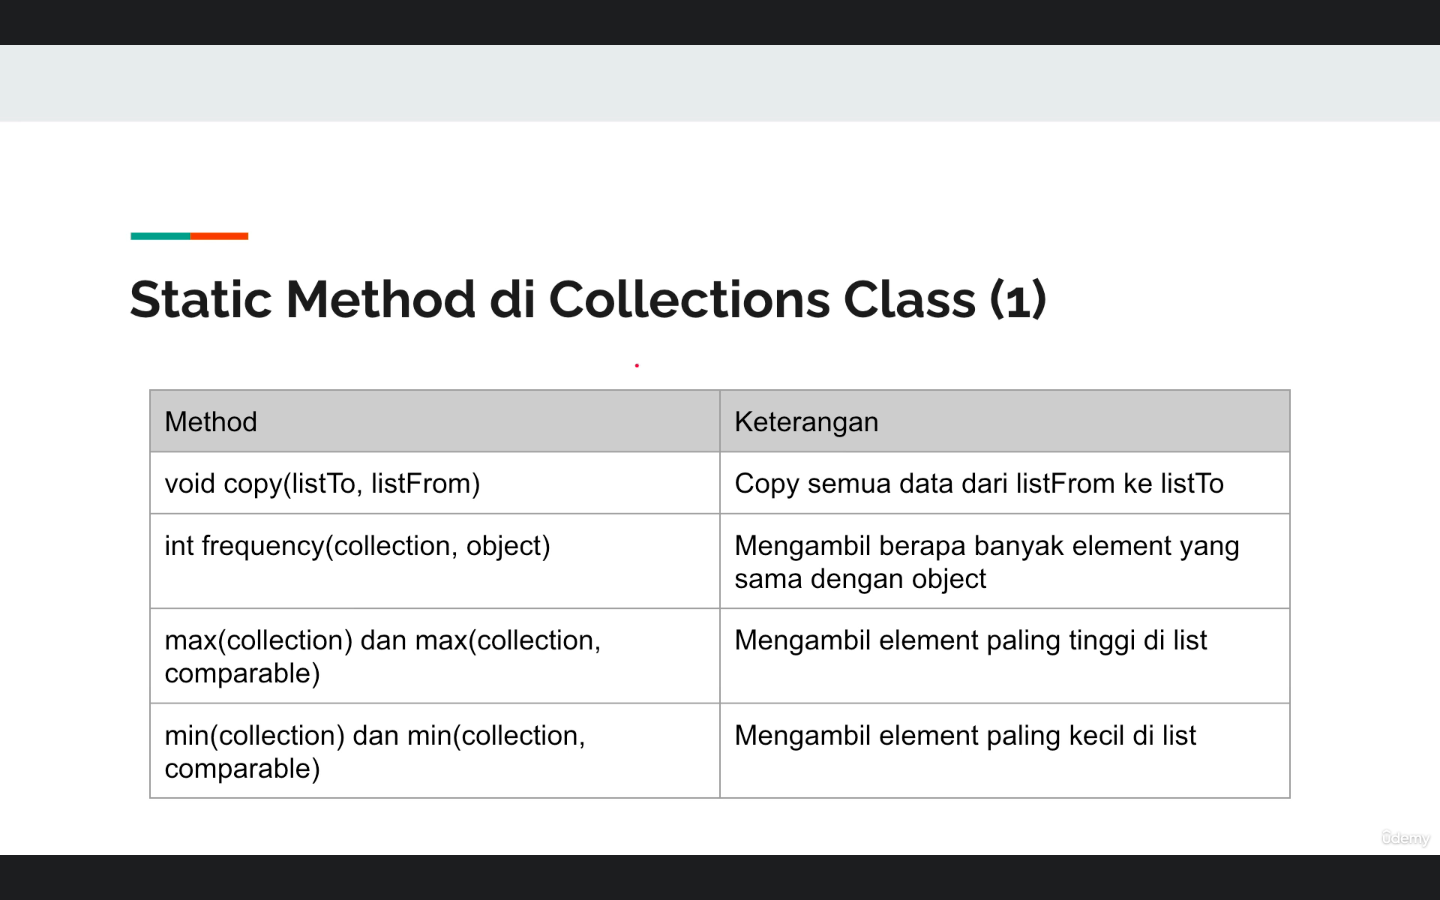 Static Method di Collections Class (1)
Method
Keterangan
void copy(listTo, listFrom)
Copy semua data dari listFrom ke listTo
int frequency(collection, object)
Mengambil berapa banyak element yang
sama dengan object
max(collection) dan max(collection,
comparable)
Mengambil element paling tinggi di list
min(collection) dan min(collection,
comparable)
Mengambil element paling kecil di list
ûdemy